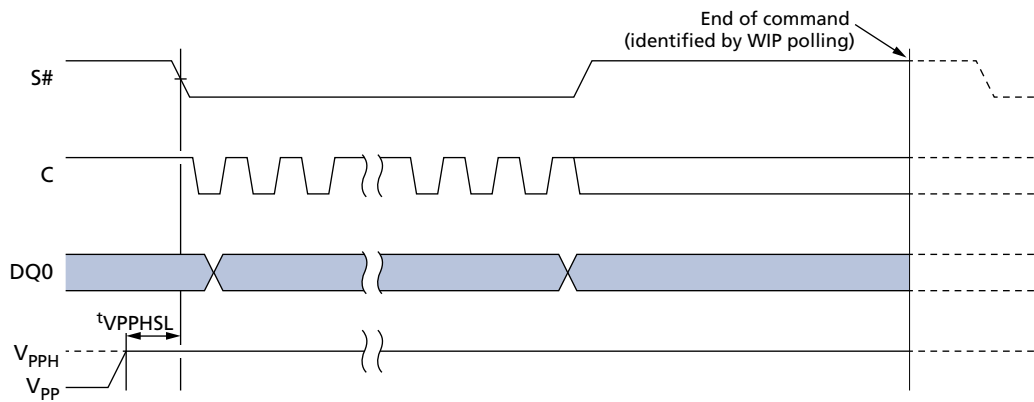 End of command
(identified by WIP polling)
S#
C
DQ0
tVPPHSL
VPPH
VPP